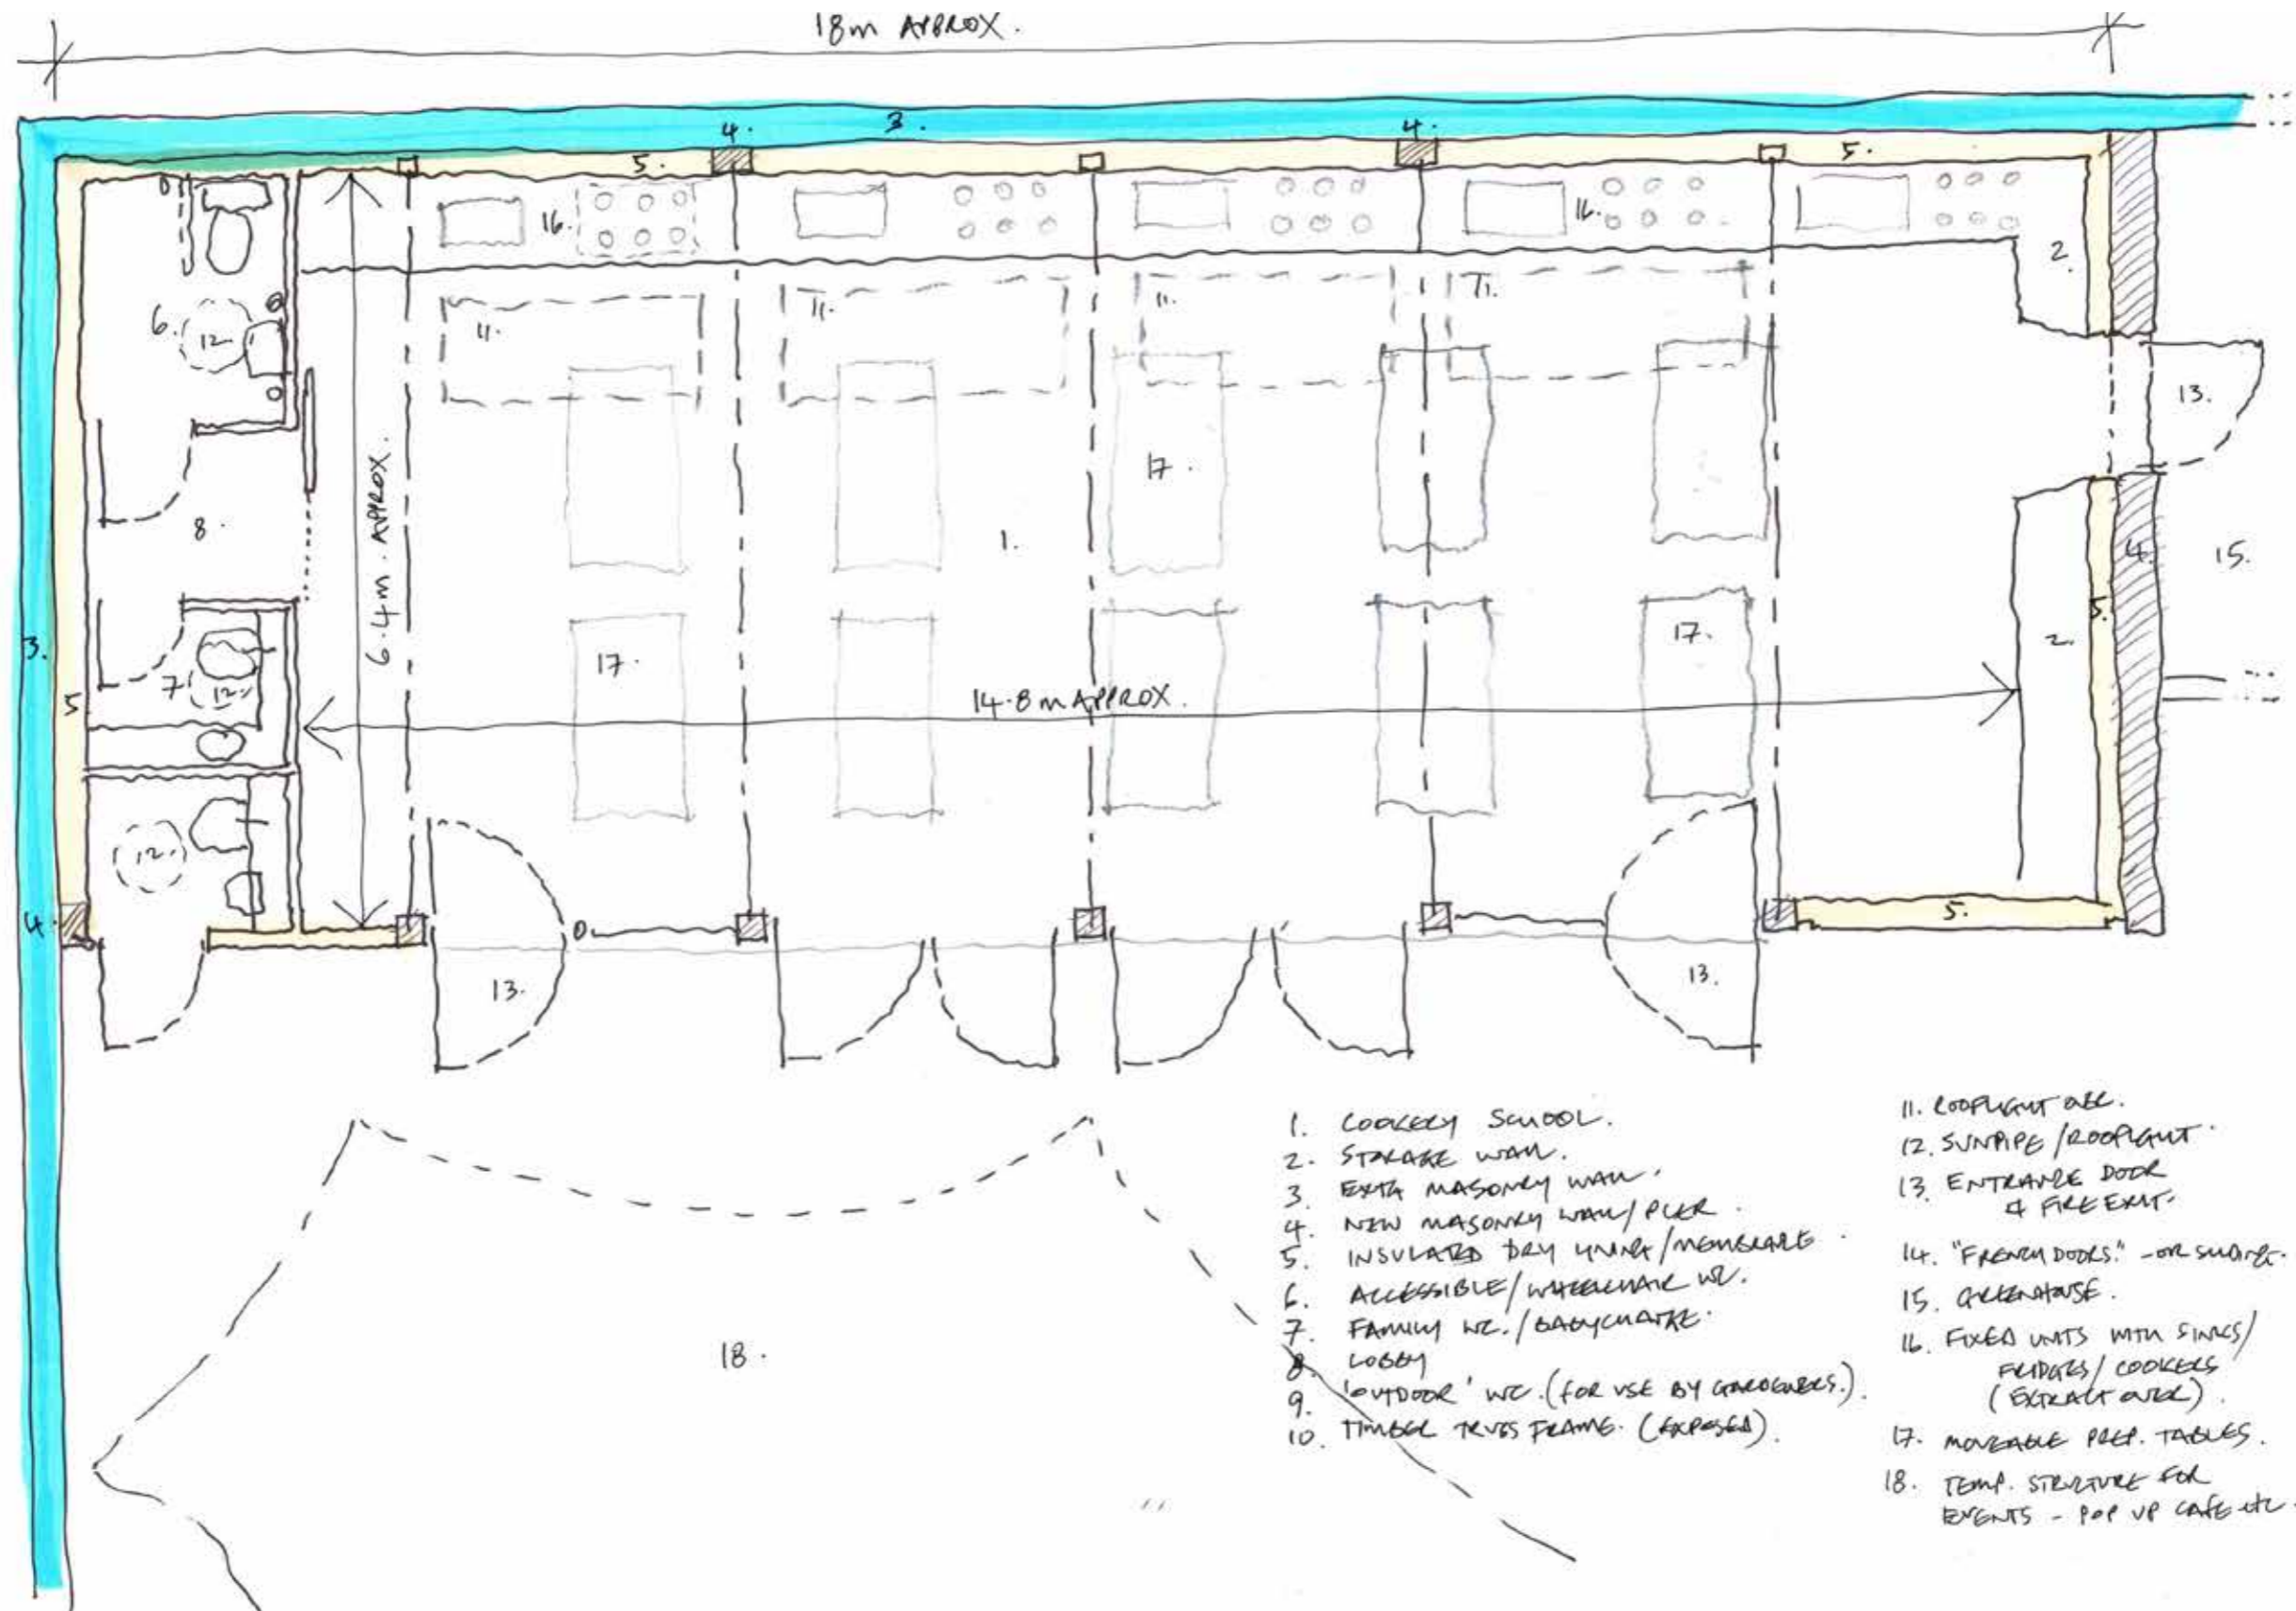 18m APPROX.
4.
3.
4.
5.
5.
16.
16.
2.
6.
12
11.
11.
11.
11.
13.
6.4m. APPROX.
17.
8.
1.
4.
15.
3.
5.
7
12.
17.
17.
2.
5
14.8m APPROX.
12.
4.
5.
13.
13.
18.
1. COOKERY SCHOOL.
2. STORAGE WALL.
3. EXTG MASONRY WALL.
4. NEW MASONRY WALL/PIER.
5. INSULATED DRY LINING/MEMBRANE.
6. ACCESSIBLE/WHEELCHAIR WC.
7. FAMILY WC./BABYCHANGE.
8. LOBBY
9. 'OUTDOOR' WC. (FOR USE BY GARDENERS.).
10. TIMBER TRUSS FRAME. (EXPOSED).
11. ROOFLIGHT OVER.
12. SUNPIPE/ROOFLIGHT.
13. ENTRANCE DOOR
& FIRE EXIT.
14. "FRENCH DOORS." - OR SLIDING.
15. GREENHOUSE.
16. FIXED UNITS WITH SINKS/
FRIDGES/COOKERS
(EXTRACT OVER).
17. MOVEABLE PREP. TABLES.
18. TEMP. STRUCTURE FOR
EVENTS - POP UP CAFE etc.